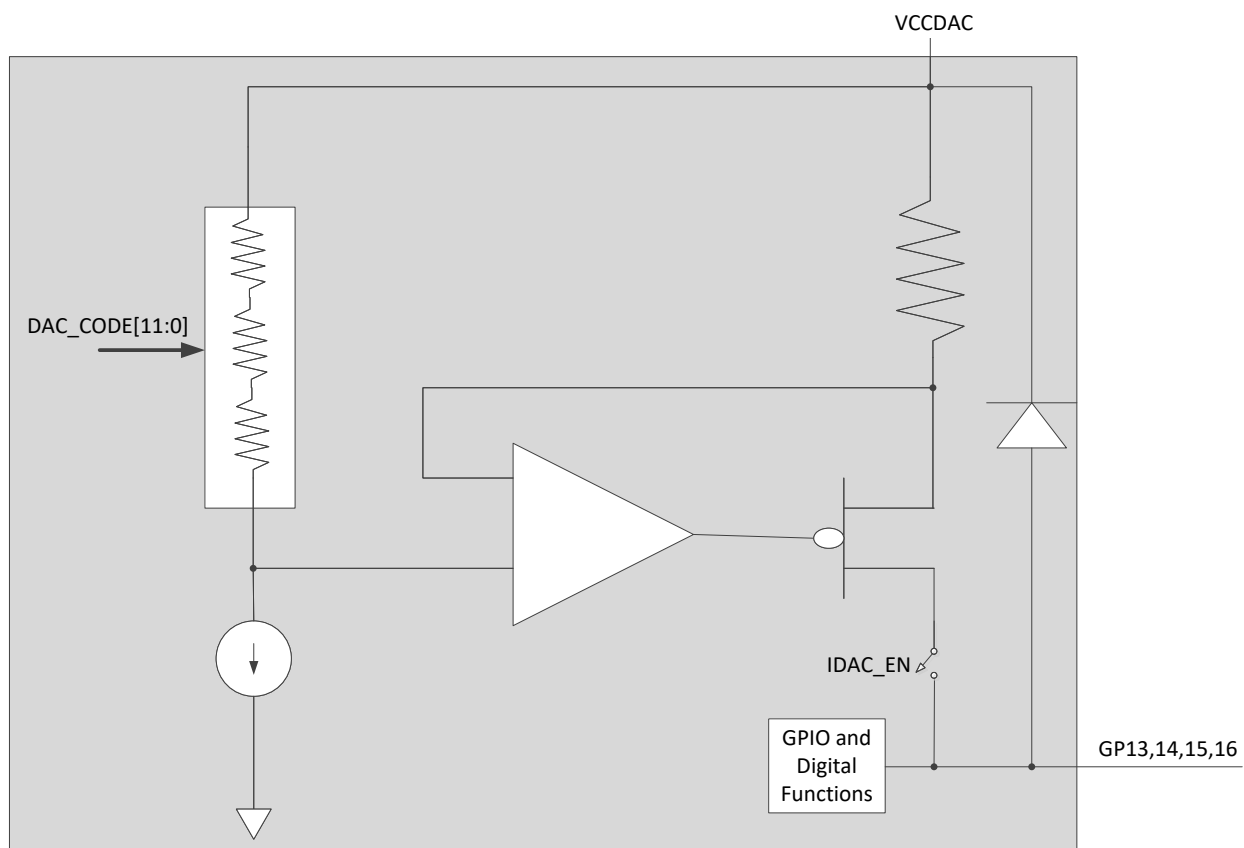 VCCDAC
DAC_CODE[11:0]
IDAC_EN
GPIO and
Digital
Functions
GP13,14,15,16